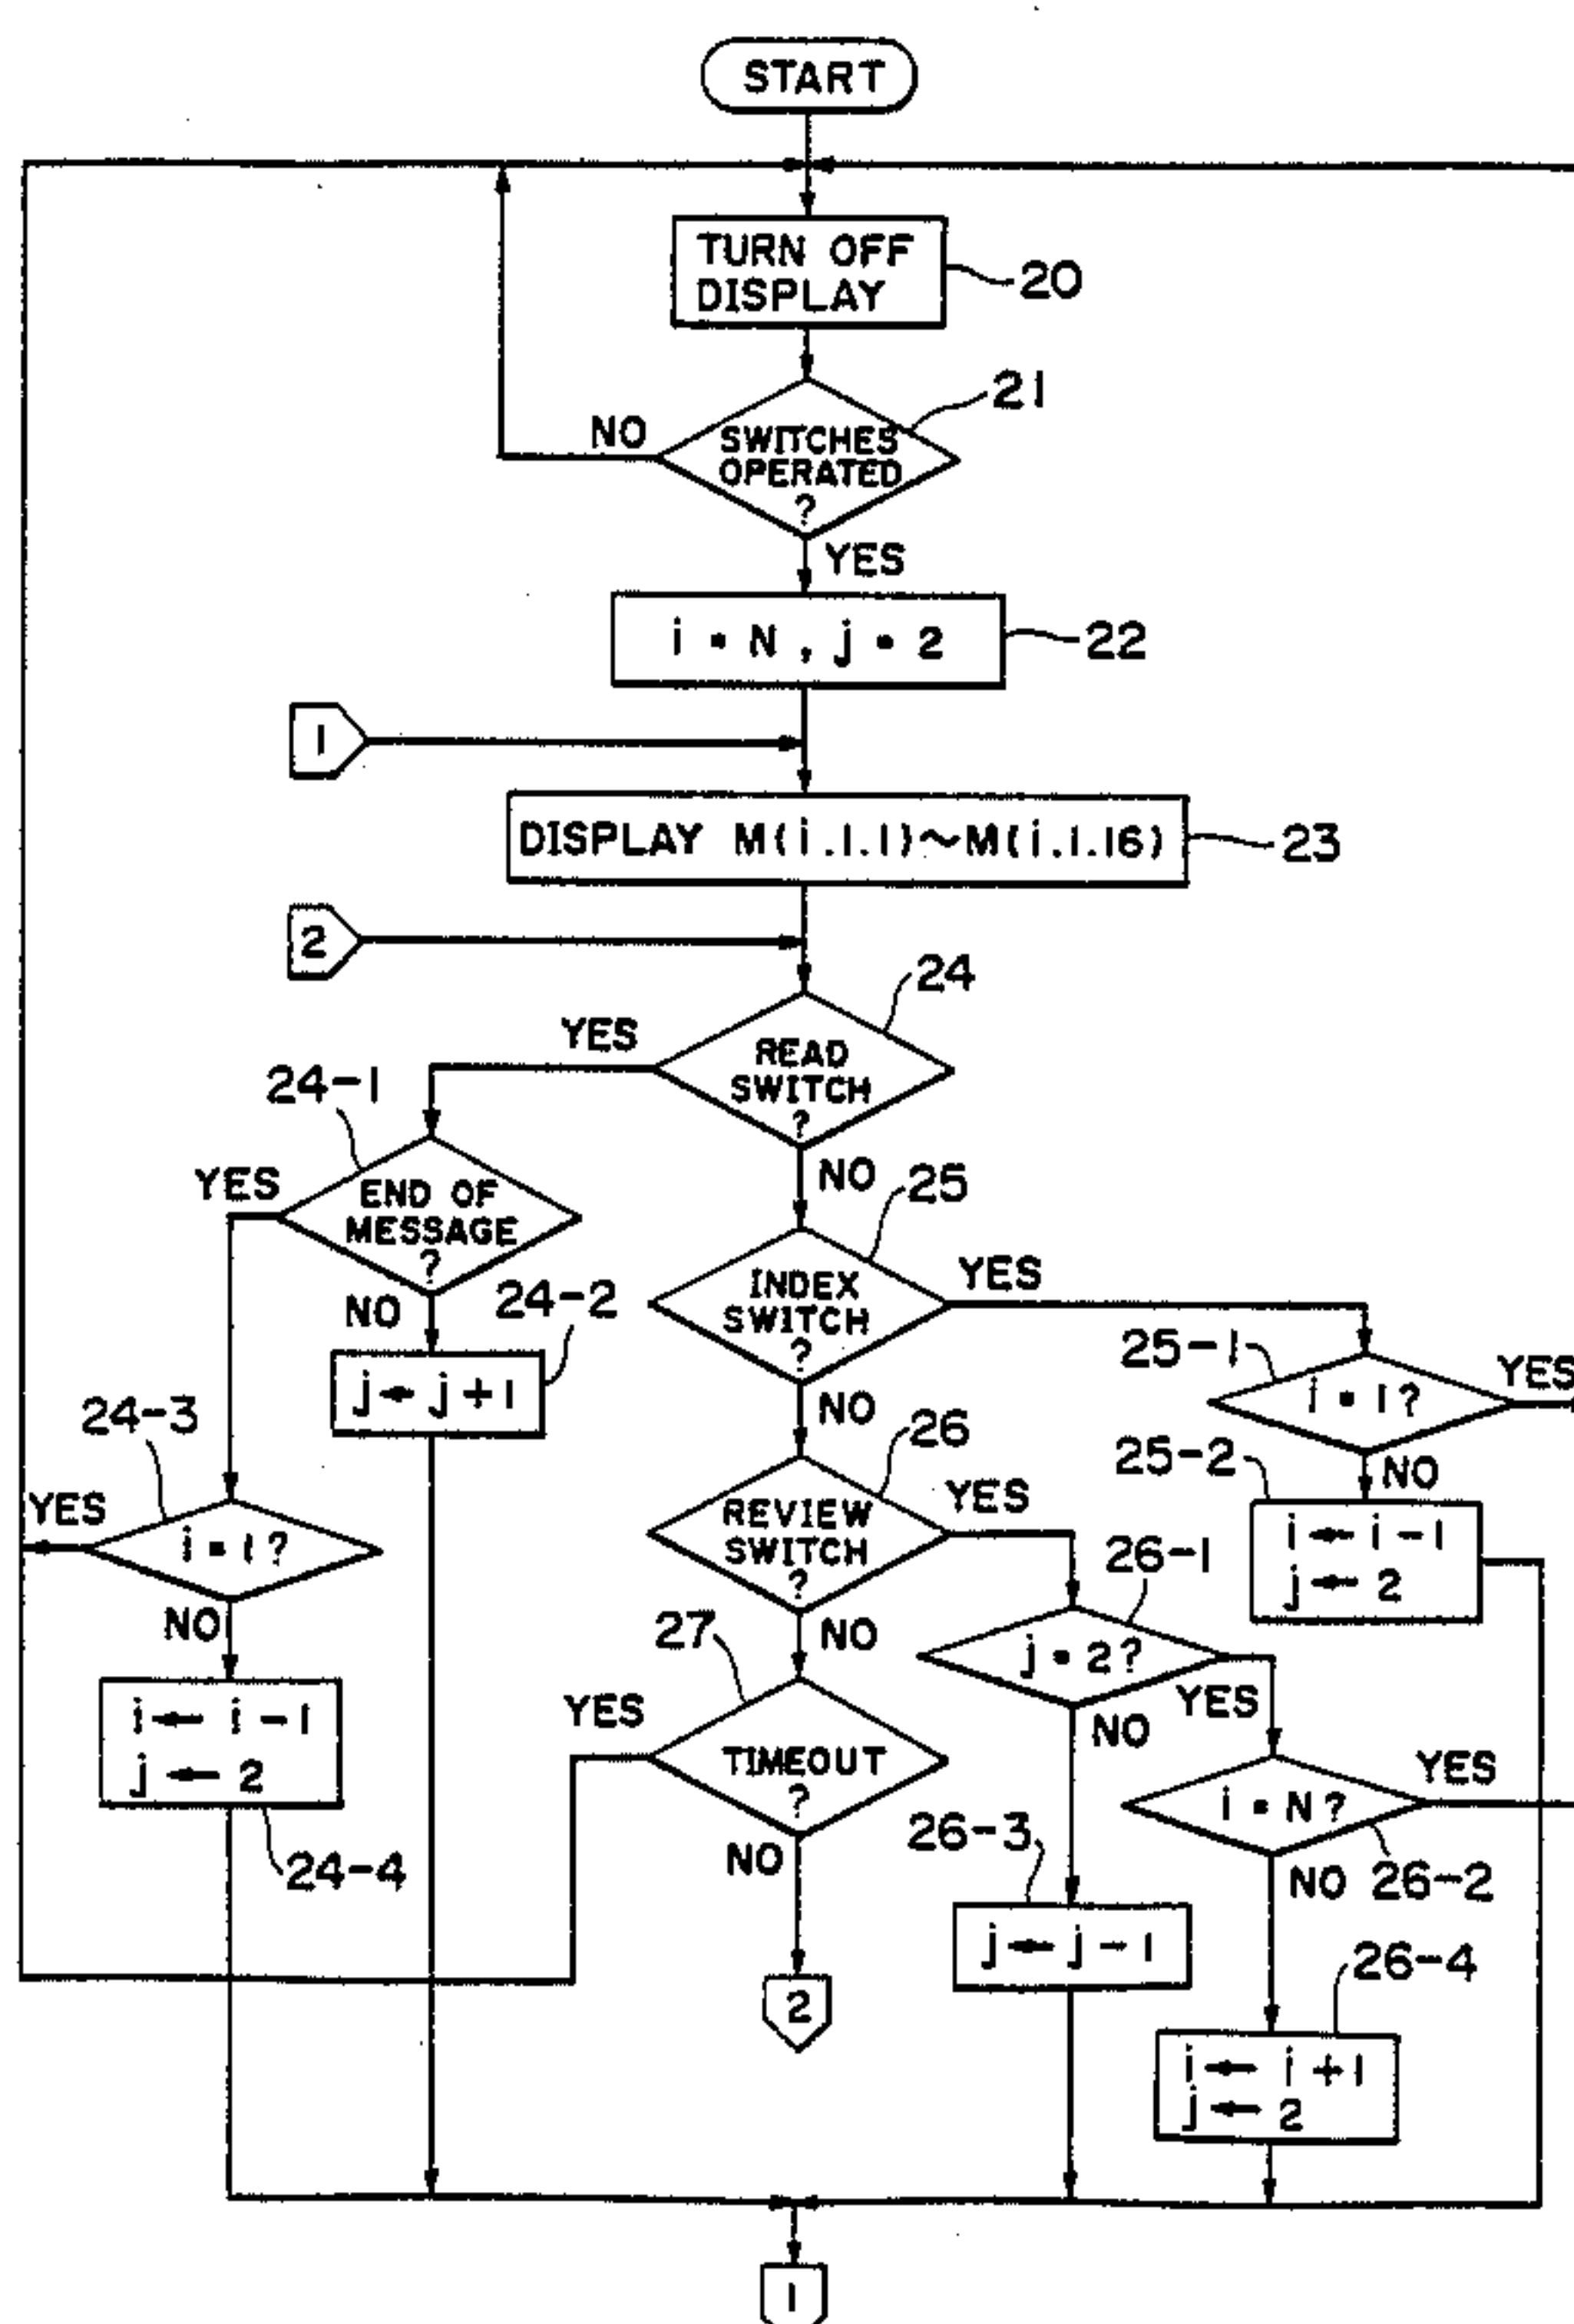 START
TURN OFF
DISPLAY
20
21
NO
SWITCHES
OPERATED
?
YES
i = N , j = 2
22
1
DISPLAY M(i.1.1)~M(i.1.16)
23
2
24
YES
READ
SWITCH
?
24-1
NO
25
YES
END OF
MESSAGE
?
INDEX
SWITCH
?
YES
NO
24-2
25-1
i = 1?
YES
j ← j + 1
NO
24-3
26
25-2
NO
YES
i = 1?
REVIEW
SWITCH
?
YES
26-1
i ← i - 1
j ← 2
NO
27
NO
j = 2?
YES
i ← i - 1
j ← 2
YES
TIMEOUT
?
NO
YES
i = N?
24-4
NO
26-3
NO
26-2
j ← j - 1
26-4
2
i ← i + 1
j ← 2
1